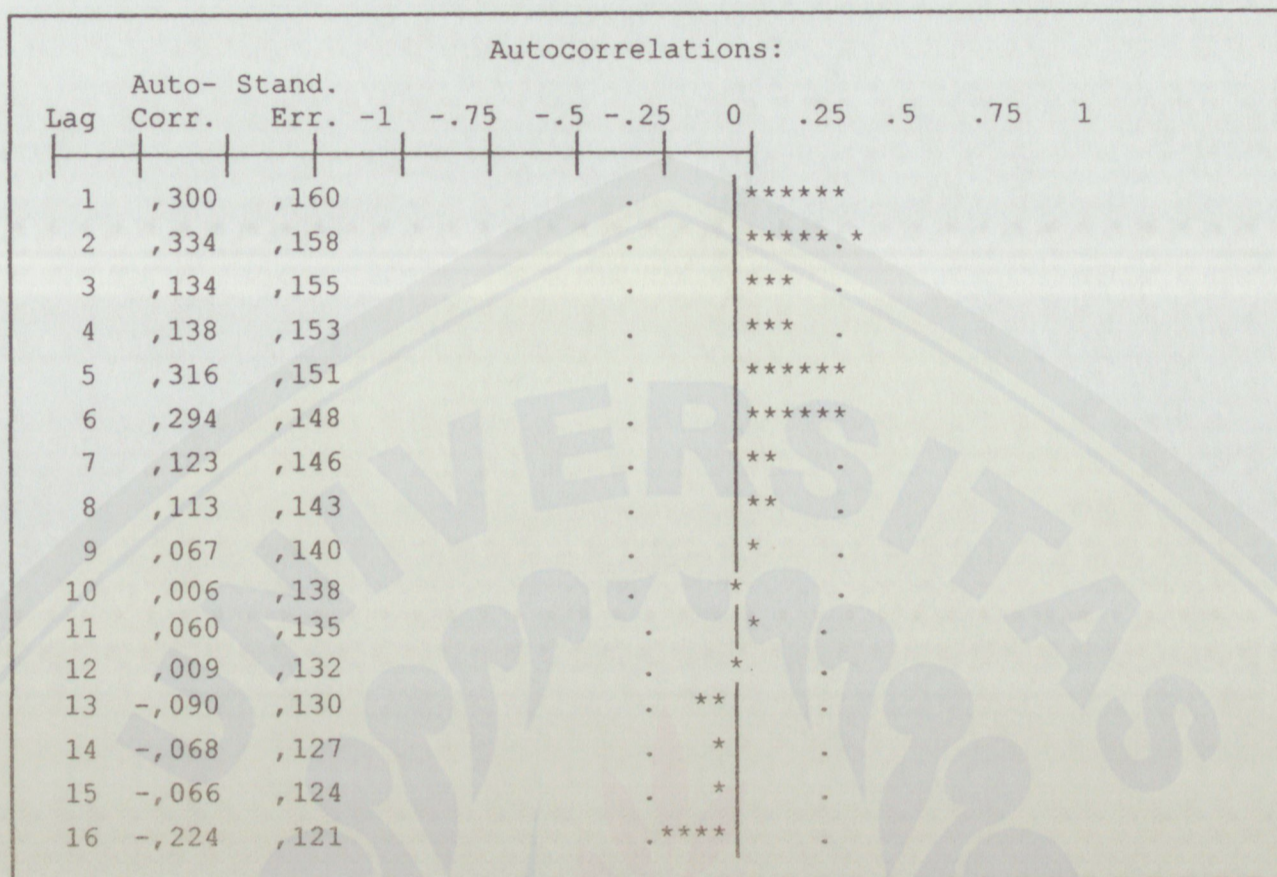 Autocorrelations:
Auto- Stand.
Lag Corr. Err. -1 -.75 -.5 -.25 0 .25 .5 .75 1
1 ,300 ,160 . ******
2 ,334 ,158 . *****.*
3 ,134 ,155 . *** .
4 ,138 ,153 . *** .
5 ,316 ,151 . ******
6 ,294 ,148 . ******
7 ,123 ,146 . ** .
8 ,113 ,143 . ** .
9 ,067 ,140 . * .
10 ,006 ,138 . * .
11 ,060 ,135 . * .
12 ,009 ,132 . * .
13 -,090 ,130 . ** .
14 -,068 ,127 . * .
15 -,066 ,124 . * .
16 -,224 ,121 .**** .
UNIVERSITAS